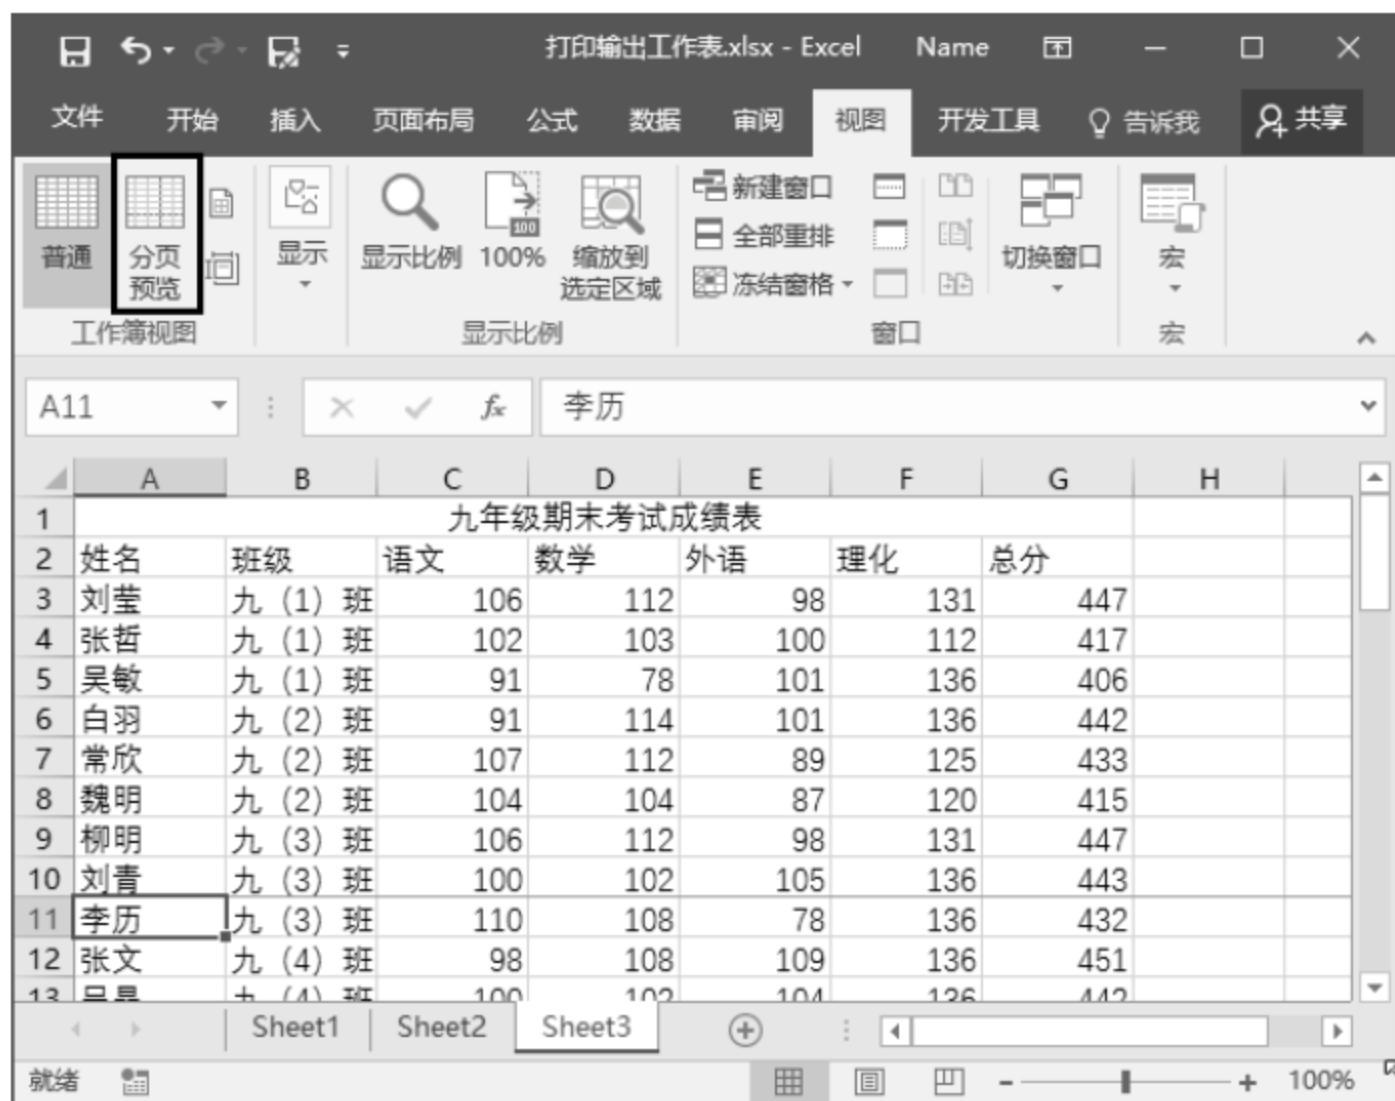 打印输出工作表.xlsx - Excel Name
文件 开始 插入 页面布局 公式 数据 审阅 视图 开发工具 告诉我 共享
普通 分页预览 显示 显示比例 100% 缩放到选定区域 新建窗口 全部重排 冻结窗格 切换窗口 宏
工作簿视图 显示比例 窗口 宏
A11 fx 李历
A B C D E F G H
1 九年级期末考试成绩表
2 姓名 班级 语文 数学 外语 理化 总分
3 刘莹 九（1）班 106 112 98 131 447
4 张哲 九（1）班 102 103 100 112 417
5 吴敏 九（1）班 91 78 101 136 406
6 白羽 九（2）班 91 114 101 136 442
7 常欣 九（2）班 107 112 89 125 433
8 魏明 九（2）班 104 104 87 120 415
9 柳明 九（3）班 106 112 98 131 447
10 刘青 九（3）班 100 102 105 136 443
11 李历 九（3）班 110 108 78 136 432
12 张文 九（4）班 98 108 109 136 451
13 九（4）班 100 102 104 136 442
Sheet1 Sheet2 Sheet3
就绪 100%